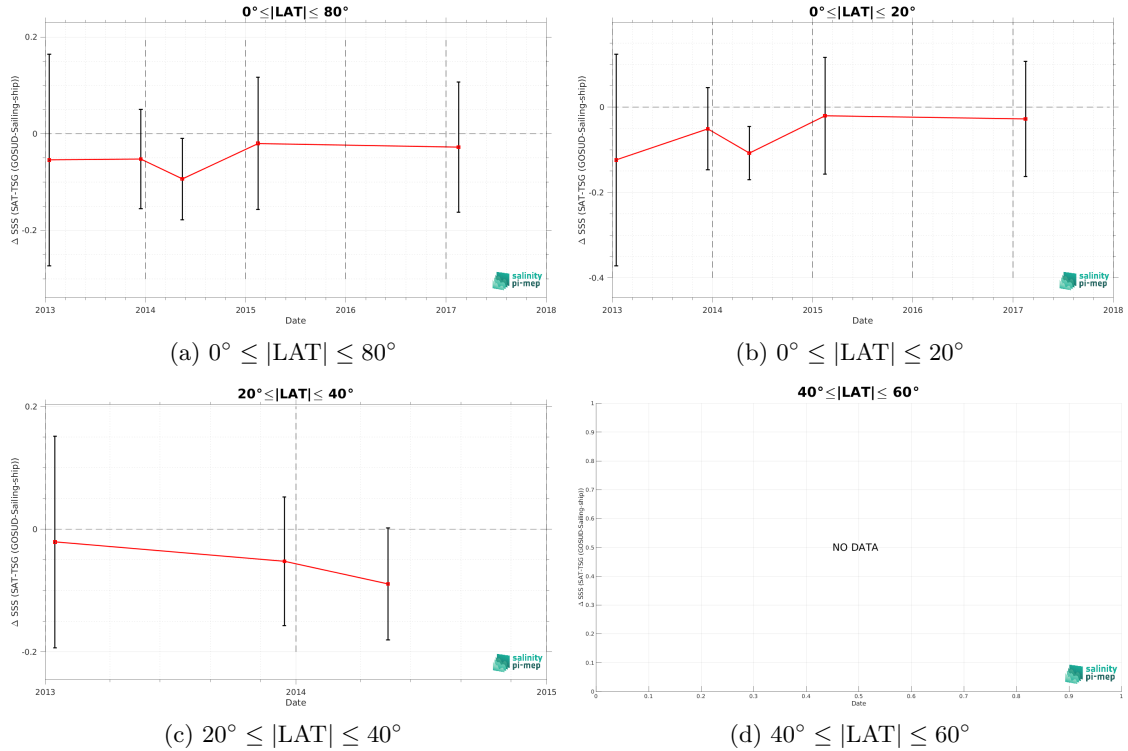 0°≤|LAT|≤ 80°
0.2
0
-0.2
Δ SSS (SAT-TSG (GOSUD-Sailing-ship))
2013 2014 2015 2016 2017 2018
Date
salinity
pi-mep
(a) 0° ≤ |LAT| ≤ 80°
0°≤|LAT|≤ 20°
0
-0.2
-0.4
Δ SSS (SAT-TSG (GOSUD-Sailing-ship))
2013 2014 2015 2016 2017 2018
Date
salinity
pi-mep
(b) 0° ≤ |LAT| ≤ 20°
20°≤|LAT|≤ 40°
0.2
0
-0.2
Δ SSS (SAT-TSG (GOSUD-Sailing-ship))
2013 2014 2015
Date
salinity
pi-mep
(c) 20° ≤ |LAT| ≤ 40°
40°≤|LAT|≤ 60°
1
0.9
0.8
0.7
0.6
0.5
0.4
0.3
0.2
0.1
0
Δ SSS (SAT-TSG (GOSUD-Sailing-ship))
NO DATA
0 0.1 0.2 0.3 0.4 0.5 0.6 0.7 0.8 0.9 1
Date
salinity
pi-mep
(d) 40° ≤ |LAT| ≤ 60°